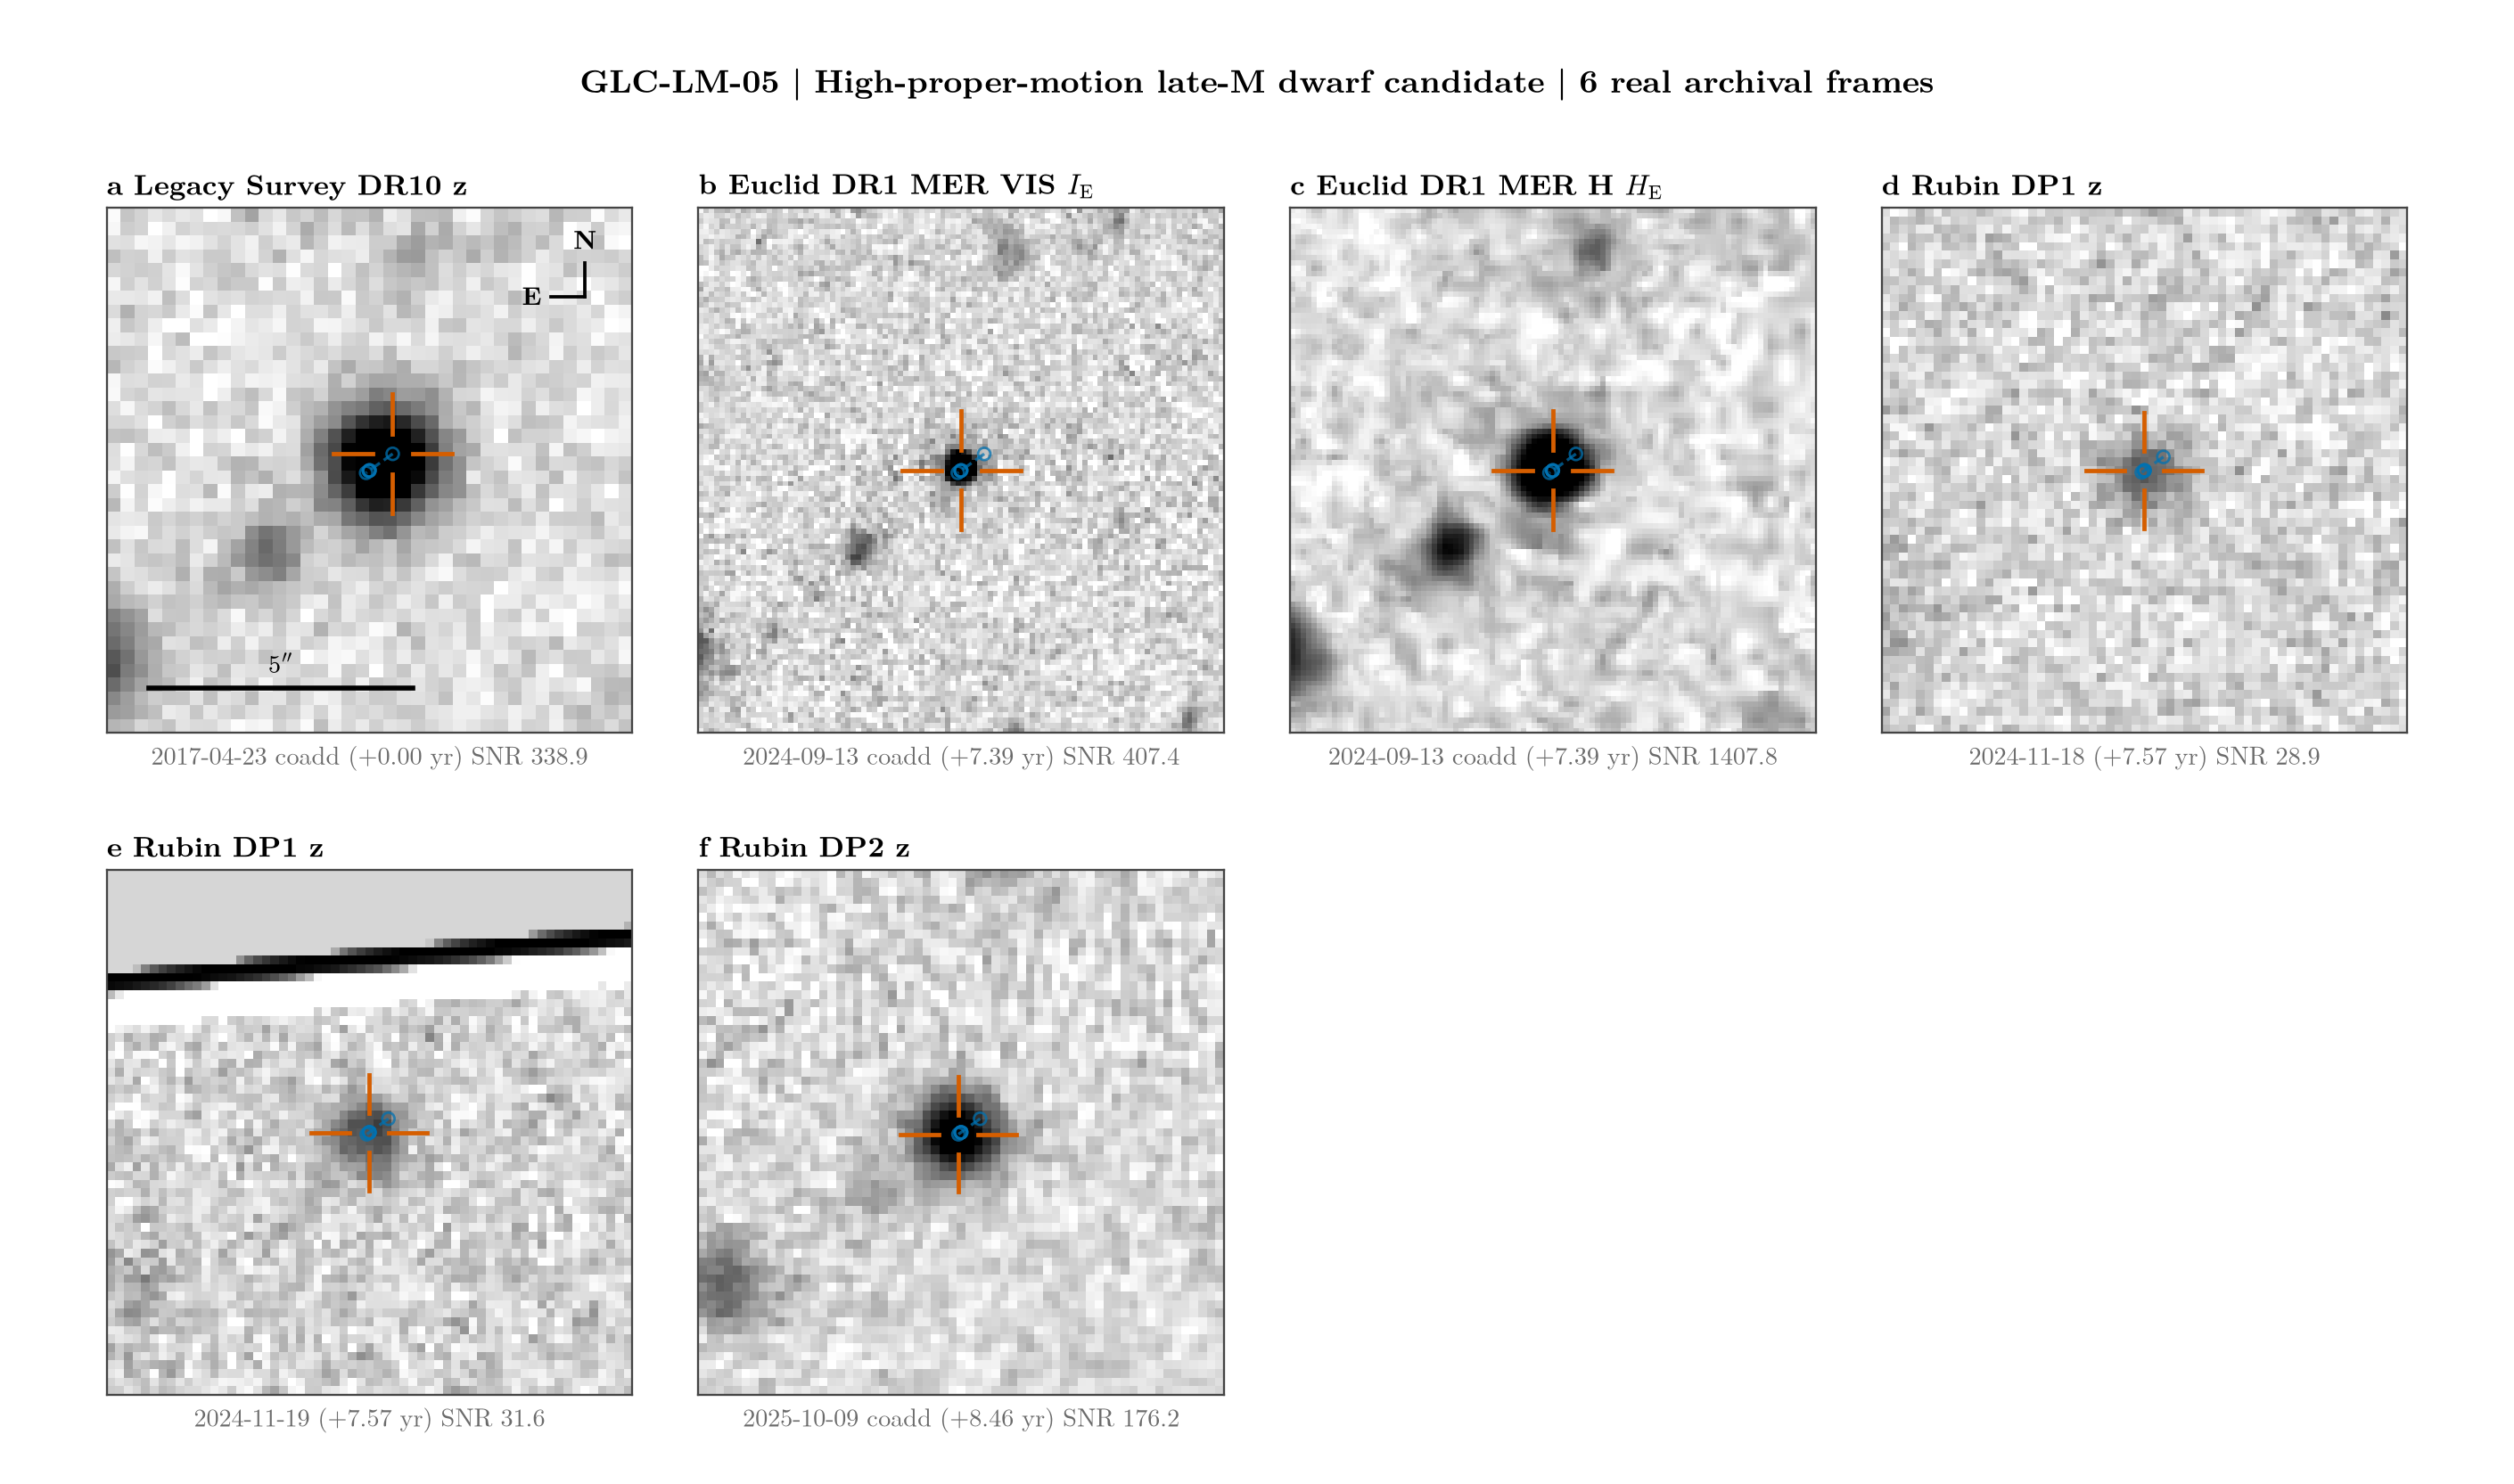 GLC-LM-05 | High-proper-motion late-M dwarf candidate | 6 real archival frames
a Legacy Survey DR10 z
b Euclid DR1 MER VIS I_E
c Euclid DR1 MER H H_E
d Rubin DP1 z
N
E
5″
2017-04-23 coadd (+0.00 yr) SNR 338.9
2024-09-13 coadd (+7.39 yr) SNR 407.4
2024-09-13 coadd (+7.39 yr) SNR 1407.8
2024-11-18 (+7.57 yr) SNR 28.9
e Rubin DP1 z
f Rubin DP2 z
2024-11-19 (+7.57 yr) SNR 31.6
2025-10-09 coadd (+8.46 yr) SNR 176.2